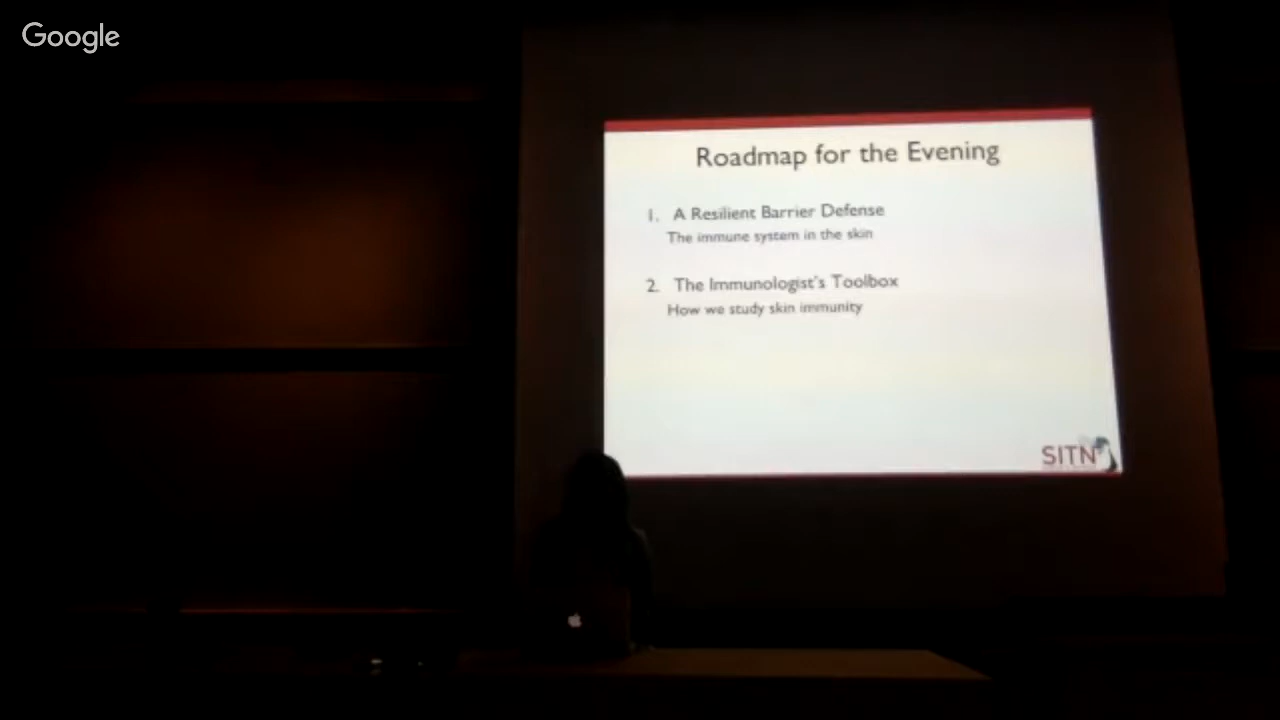 Google
Roadmap for the Evening
1. A Resilient Barrier Defense
The immune system in the skin
2. The Immunologist's Toolbox
How we study skin immunity
SITN